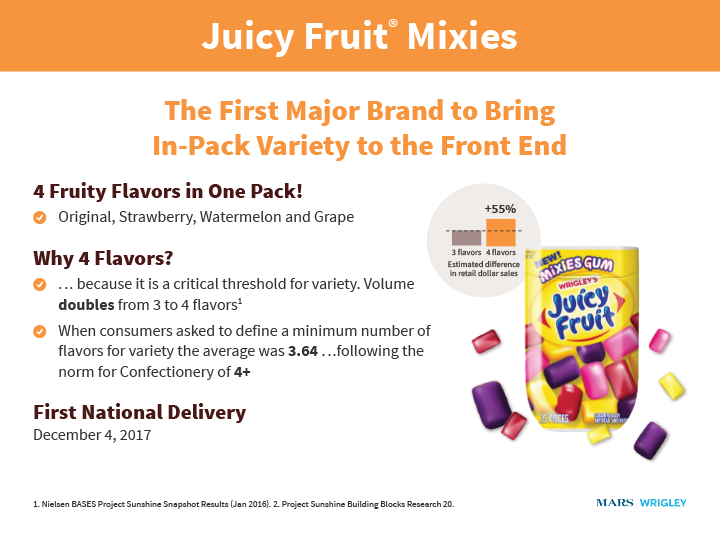 Juicy Fruit® Mixies
The First Major Brand to Bring
In-Pack Variety to the Front End
4 Fruity Flavors in One Pack!
Original, Strawberry, Watermelon and Grape
Why 4 Flavors?
… because it is a critical threshold for variety. Volume
doubles from 3 to 4 flavors¹
When consumers asked to define a minimum number of
flavors for variety the average was 3.64 …following the
norm for Confectionery of 4+
First National Delivery
December 4, 2017
+55%
3 flavors 4 flavors
Estimated difference
in retail dollar sales
NEW!
MIXIES GUM
WRIGLEY'S
Juicy
Fruit
15 PIECES
1. Nielsen BASES Project Sunshine Snapshot Results (Jan 2016). 2. Project Sunshine Building Blocks Research 20.
MARS WRIGLEY